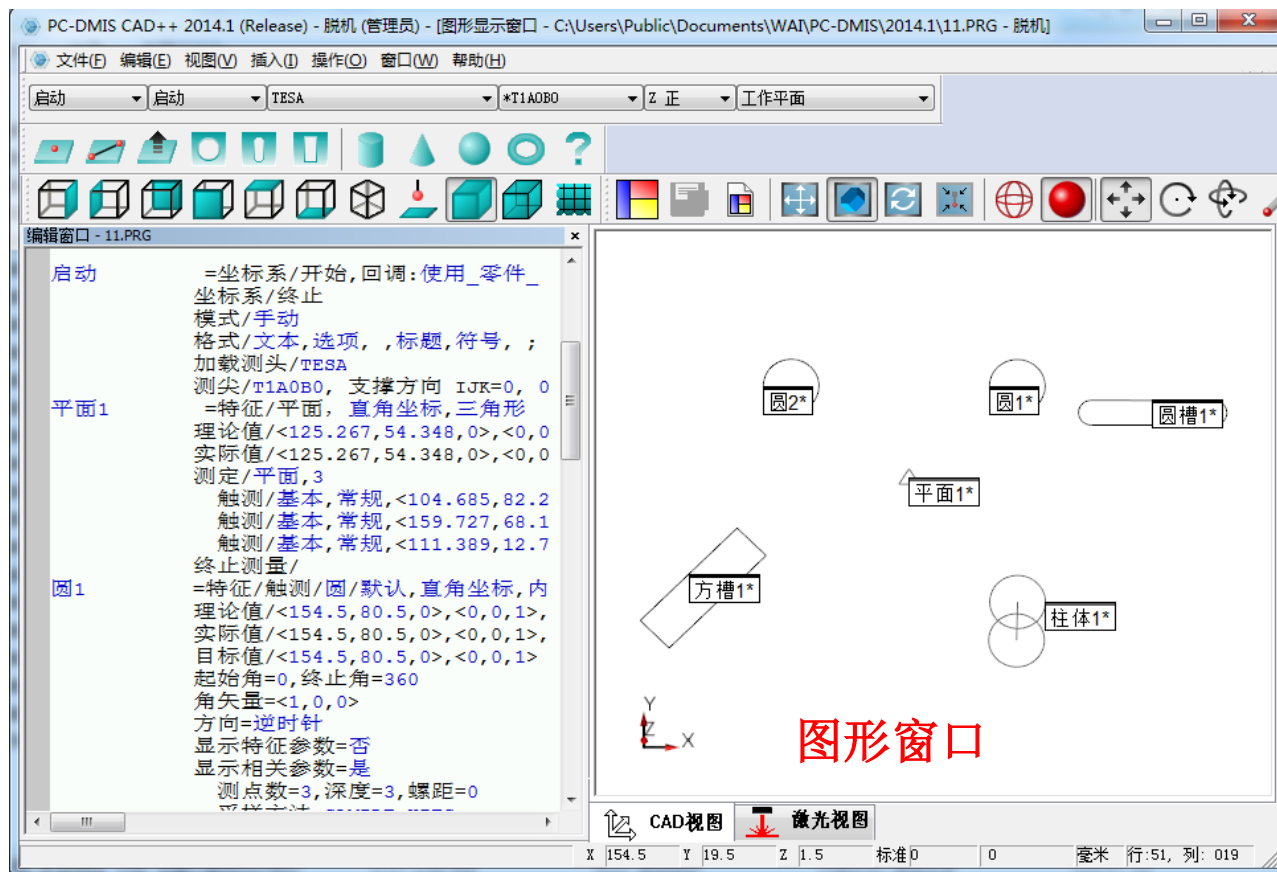 PC-DMIS CAD++ 2014.1 (Release) - 脱机 (管理员) - [图形显示窗口 - C:\Users\Public\Documents\WAI\PC-DMIS\2014.1\11.PRG - 脱机]
文件(F) 编辑(E) 视图(V) 插入(I) 操作(O) 窗口(W) 帮助(H)
启动 启动 TESA *T1A0B0 Z 正 工作平面
编辑窗口 - 11.PRG
启动 =坐标系/开始,回调:使用_零件_
坐标系/终止
模式/手动
格式/文本,选项, ,标题,符号, ;
加载测头/TESA
测尖/T1A0B0, 支撑方向 IJK=0, 0
平面1 =特征/平面, 直角坐标,三角形
理论值/<125.267,54.348,0>,<0,0
实际值/<125.267,54.348,0>,<0,0
测定/平面,3
触测/基本,常规,<104.685,82.2
触测/基本,常规,<159.727,68.1
触测/基本,常规,<111.389,12.7
终止测量/
圆1 =特征/触测/圆/默认,直角坐标,内
理论值/<154.5,80.5,0>,<0,0,1>,
实际值/<154.5,80.5,0>,<0,0,1>,
目标值/<154.5,80.5,0>,<0,0,1>
起始角=0,终止角=360
角矢量=<1,0,0>
方向=逆时针
显示特征参数=否
显示相关参数=是
测点数=3,深度=3,螺距=0
圆2*
圆1*
圆槽1*
平面1*
方槽1*
柱体1*
Y
Z
X
图形窗口
CAD视图 激光视图
X 154.5 Y 19.5 Z 1.5 标准 0 0 毫米 行:51, 列: 019